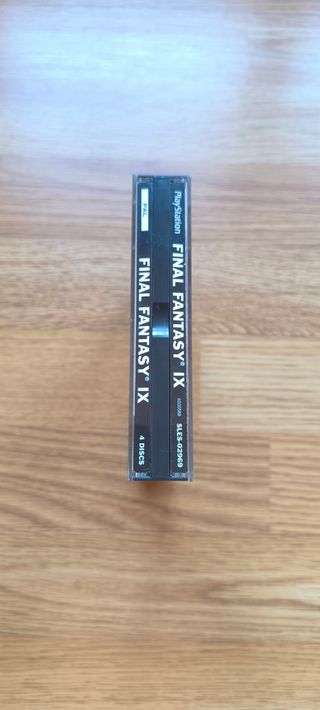 PlayStation
FINAL FANTASY® IX
SLES-02969
PAL
FINAL FANTASY® IX
4 DISCS